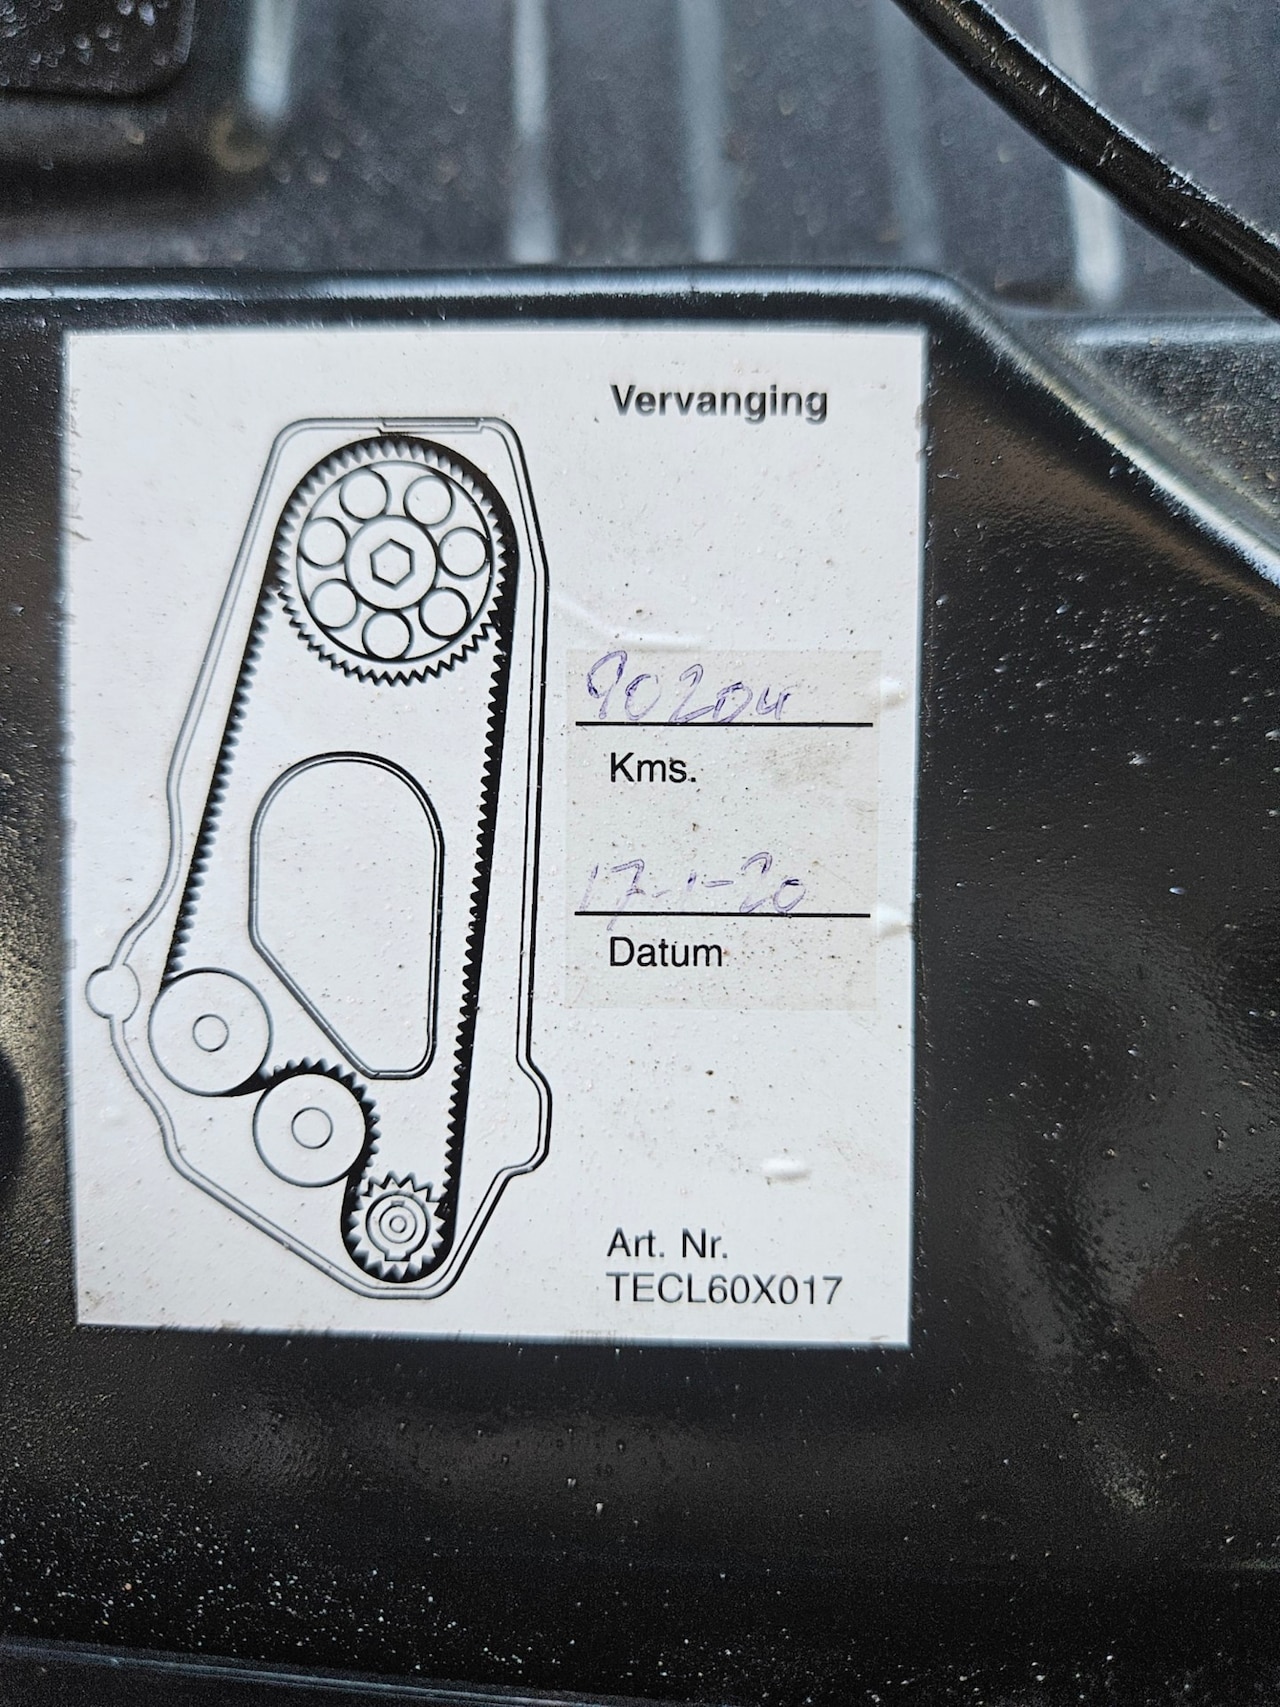 Vervanging
90204
Kms.
17-1-20
Datum
Art. Nr.
TECL60X017